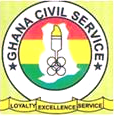 GHANA CIVIL SERVICE
LOYALTY EXCELLENCE SERVICE